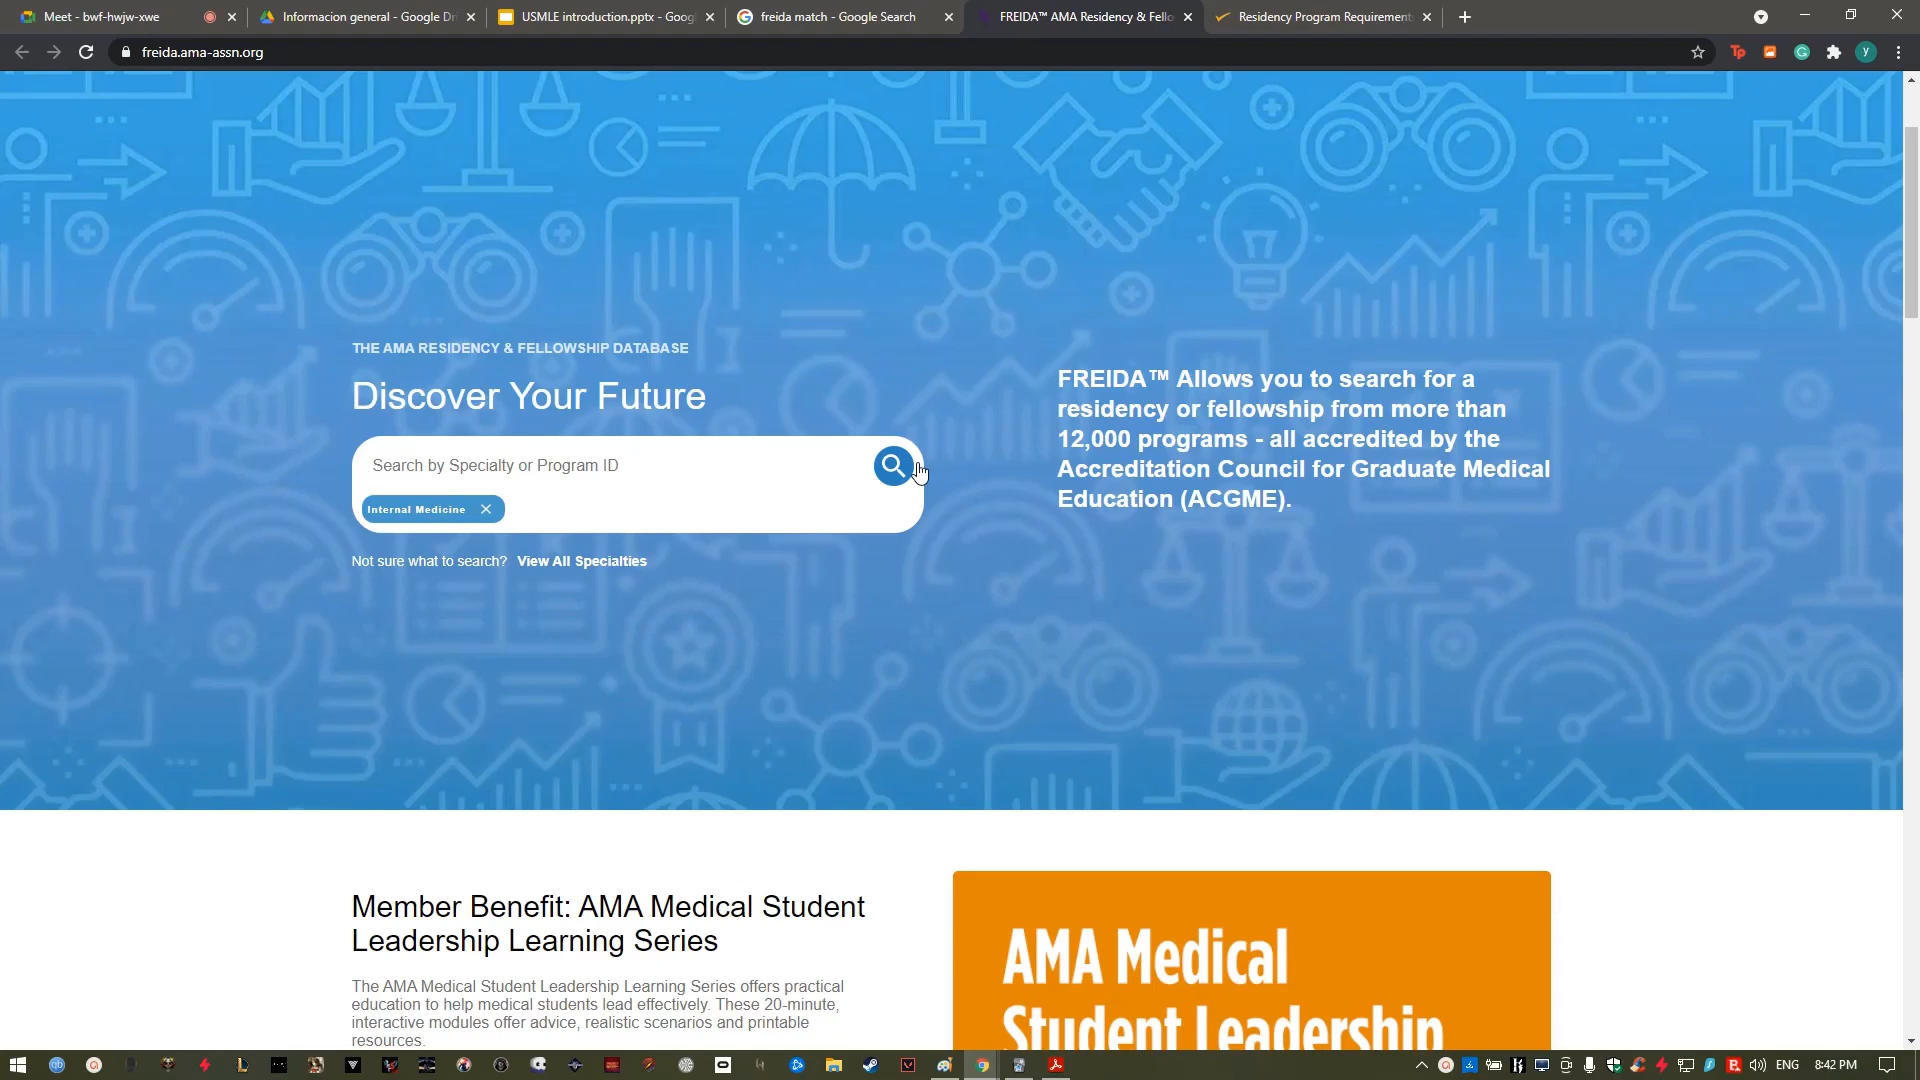 Meet - bwf-hwjw-xwe
Informacion general - Google Dr
USMLE introduction.pptx - Goog
freida match - Google Search
FREIDA™ AMA Residency & Fello
Residency Program Requirement
freida.ama-assn.org
THE AMA RESIDENCY & FELLOWSHIP DATABASE
Discover Your Future
Search by Specialty or Program ID
Internal Medicine
Not sure what to search? View All Specialties
FREIDA™ Allows you to search for a
residency or fellowship from more than
12,000 programs - all accredited by the
Accreditation Council for Graduate Medical
Education (ACGME).
Member Benefit: AMA Medical Student
Leadership Learning Series
The AMA Medical Student Leadership Learning Series offers practical
education to help medical students lead effectively. These 20-minute,
interactive modules offer advice, realistic scenarios and printable
resources.
AMA Medical
Student Leadership
ENG
8:42 PM